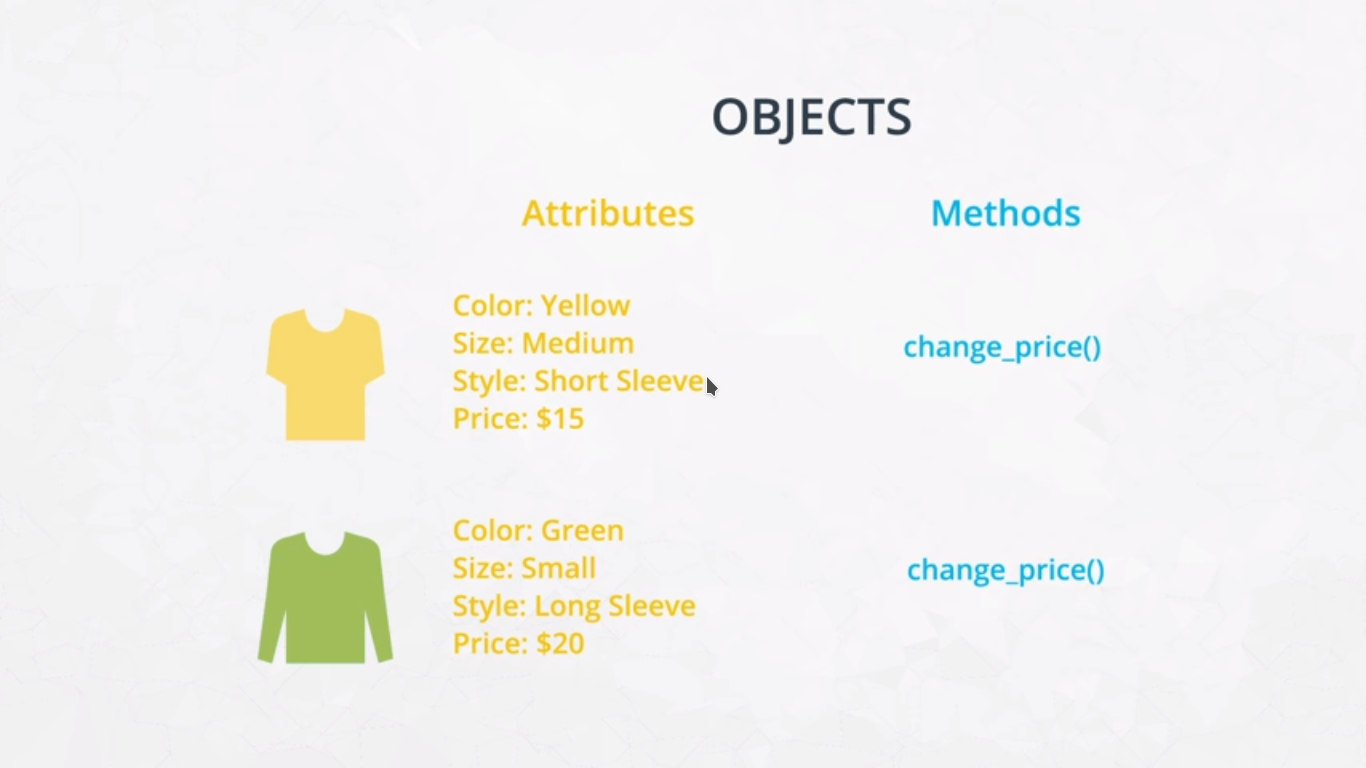 OBJECTS
Attributes
Methods
Color: Yellow
Size: Medium
Style: Short Sleeve
Price: $15
change_price()
Color: Green
Size: Small
Style: Long Sleeve
Price: $20
change_price()